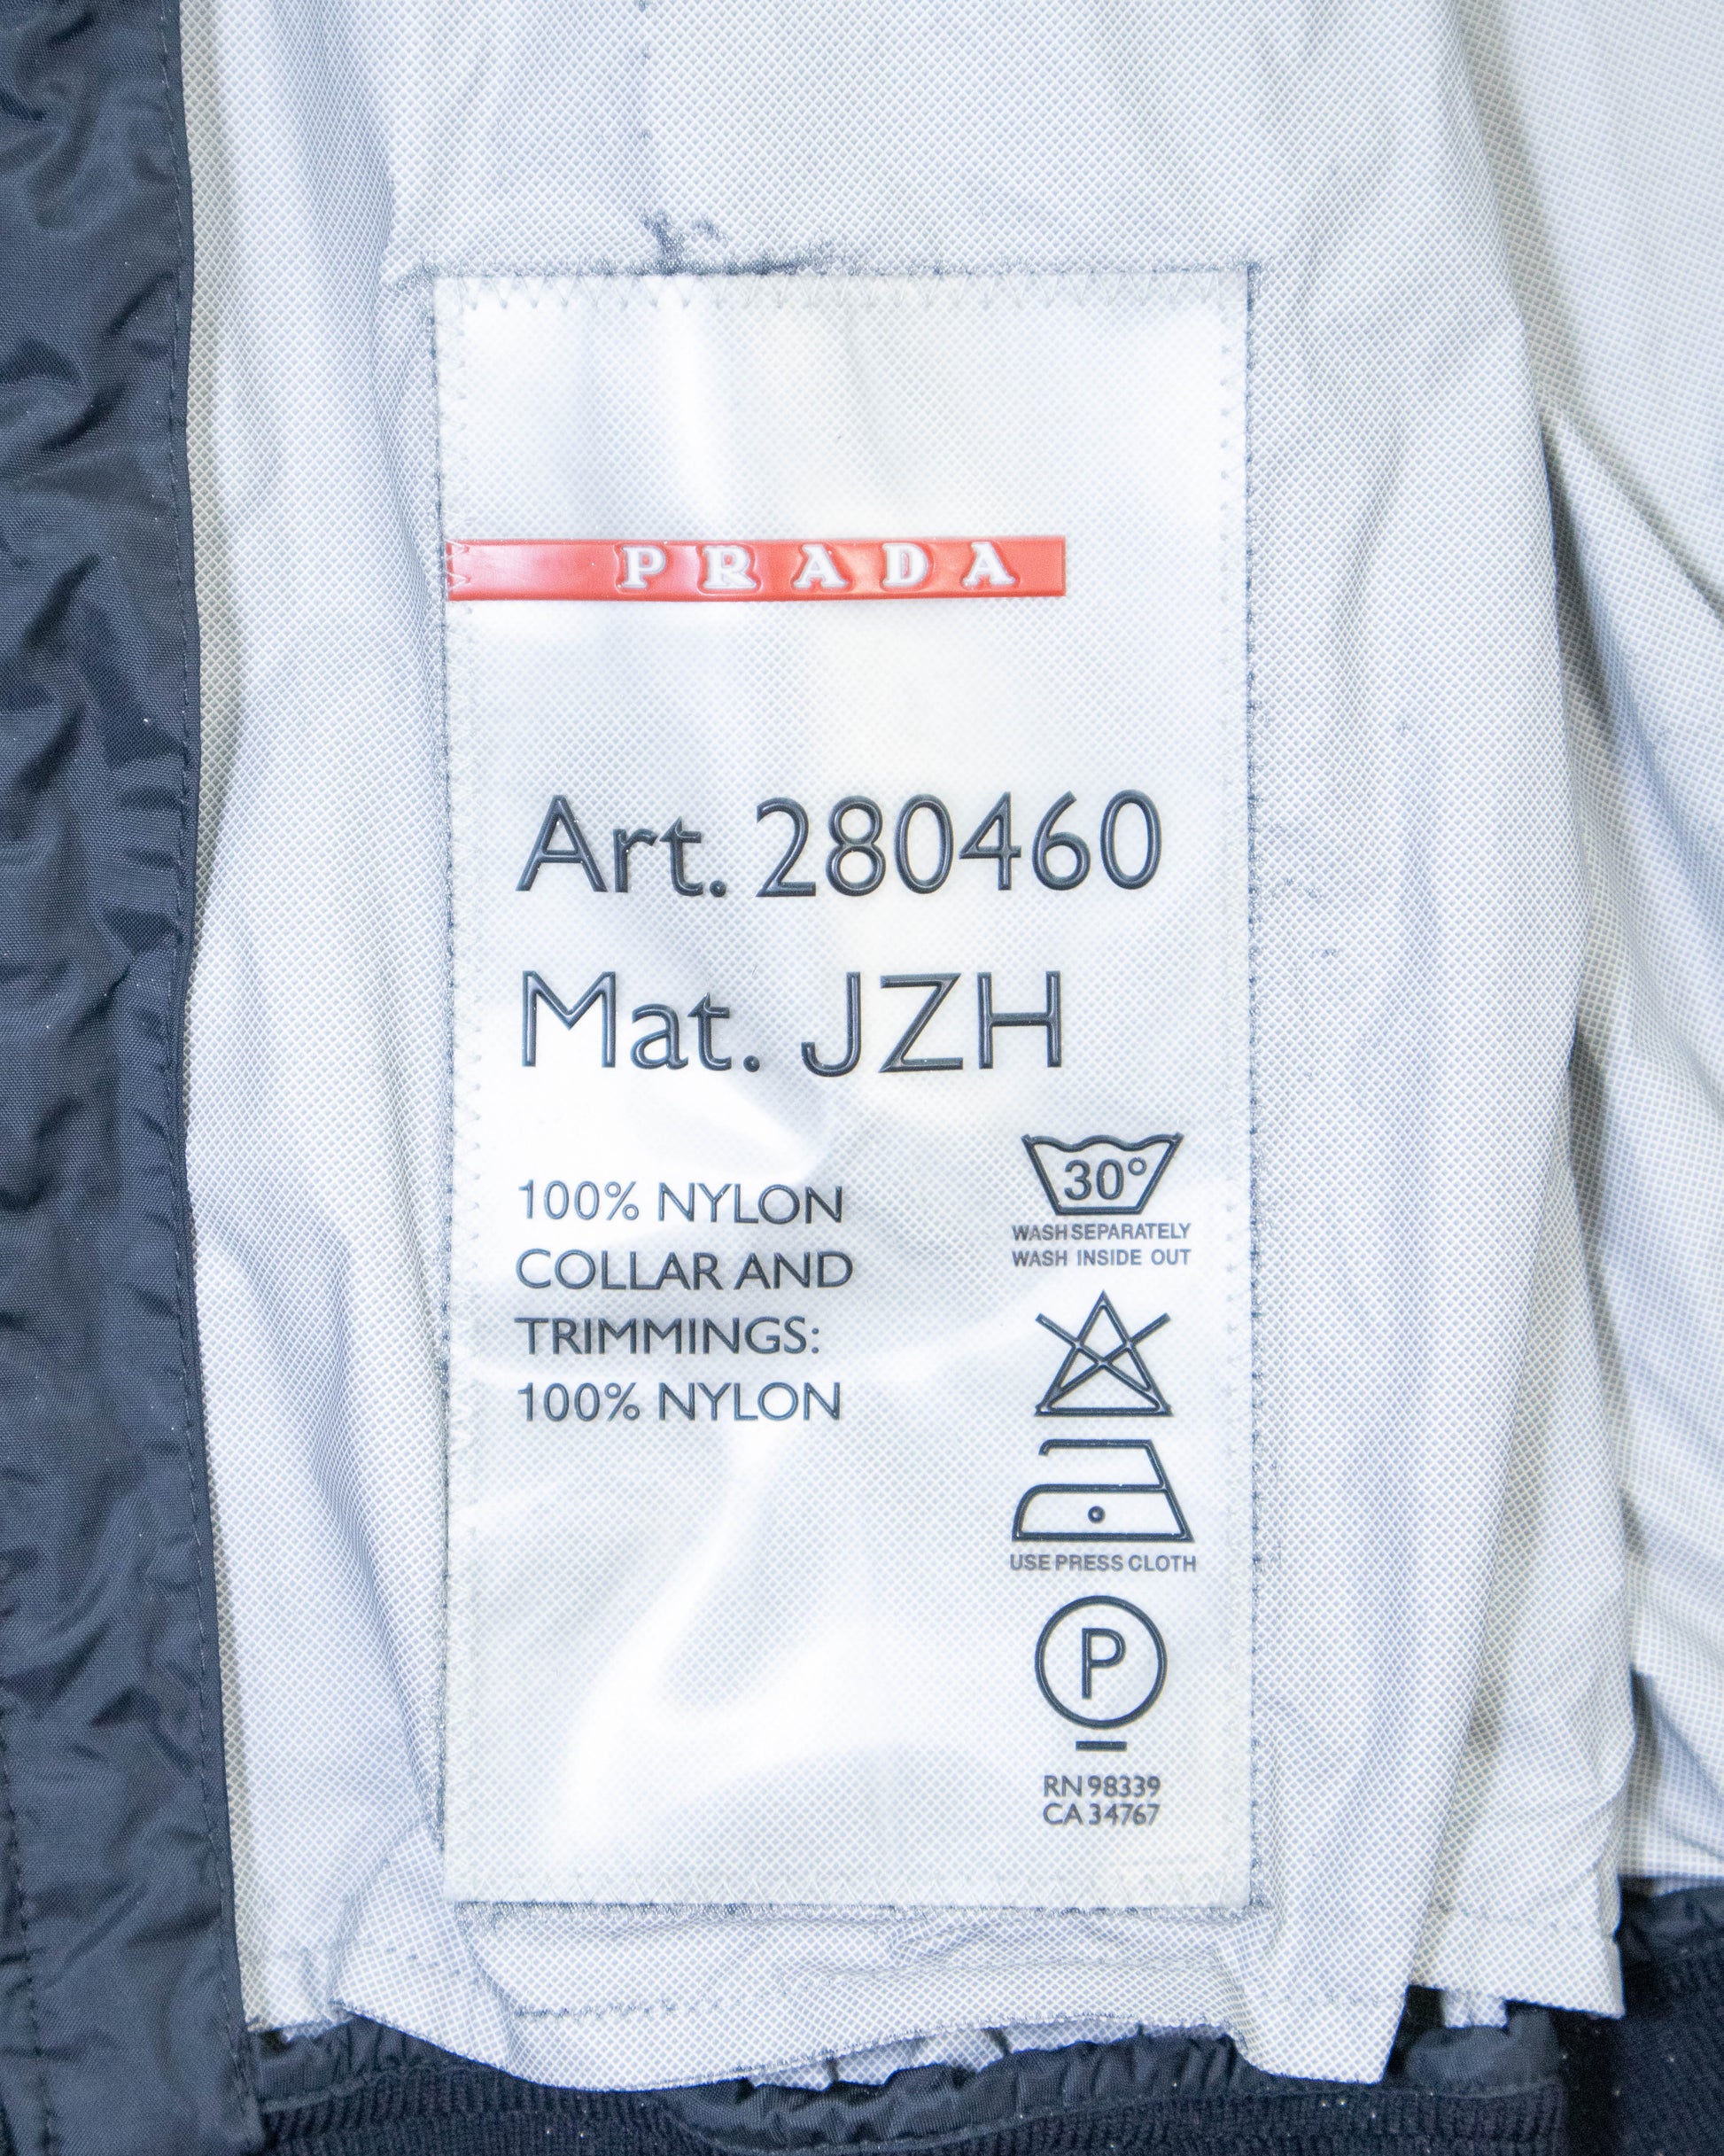 PRADA
Art. 280460
Mat. JZH
100% NYLON
COLLAR AND
TRIMMINGS:
100% NYLON
30°
WASH SEPARATELY
WASH INSIDE OUT
USE PRESS CLOTH
P
RN 98339
CA 34767